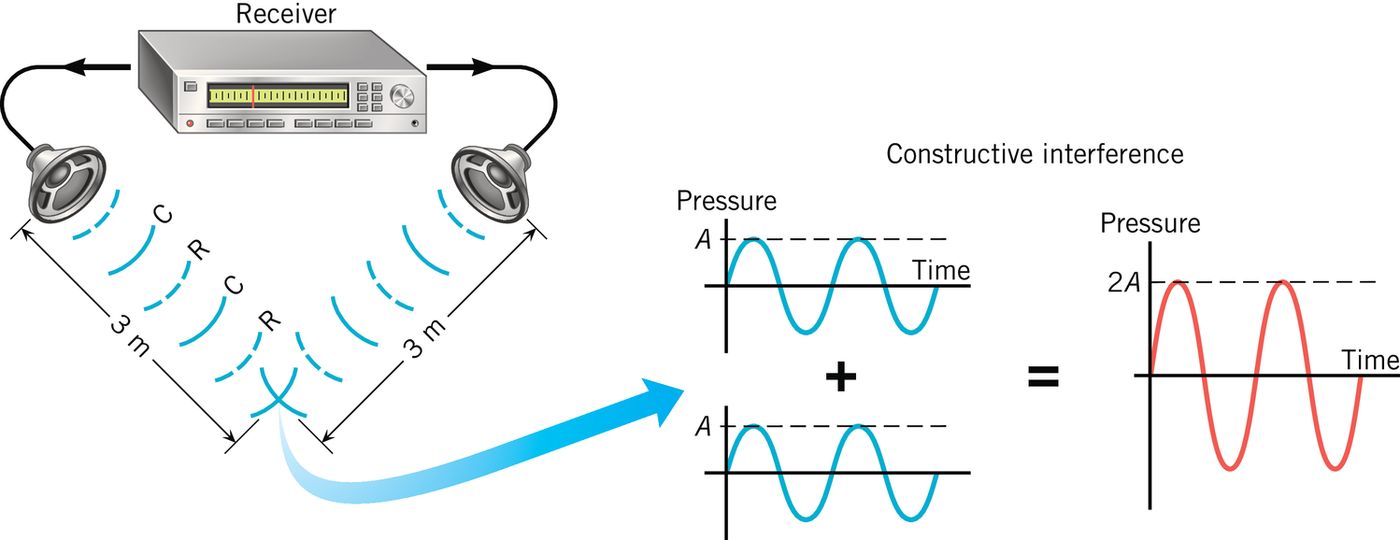 Receiver
C
R
C
R
3 m
3 m
Constructive interference
Pressure
A
Time
+
A
=
Pressure
2A
Time